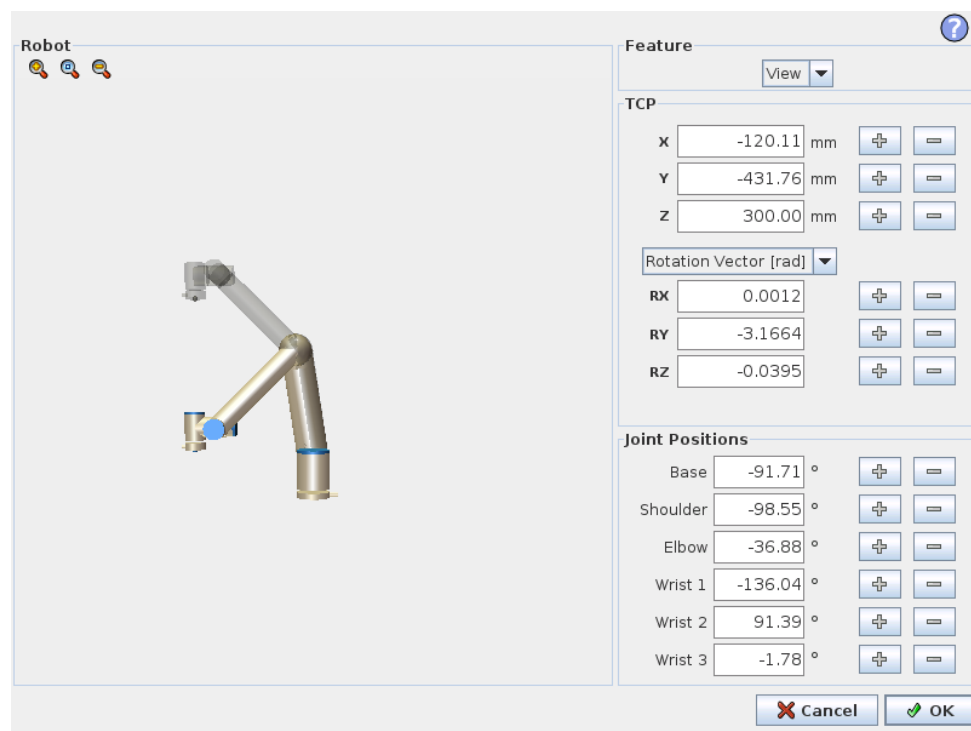 Robot
?
Feature
View
TCP
X -120.11 mm
Y -431.76 mm
Z 300.00 mm
Rotation Vector [rad]
RX 0.0012
RY -3.1664
RZ -0.0395
Joint Positions
Base -91.71 °
Shoulder -98.55 °
Elbow -36.88 °
Wrist 1 -136.04 °
Wrist 2 91.39 °
Wrist 3 -1.78 °
Cancel OK